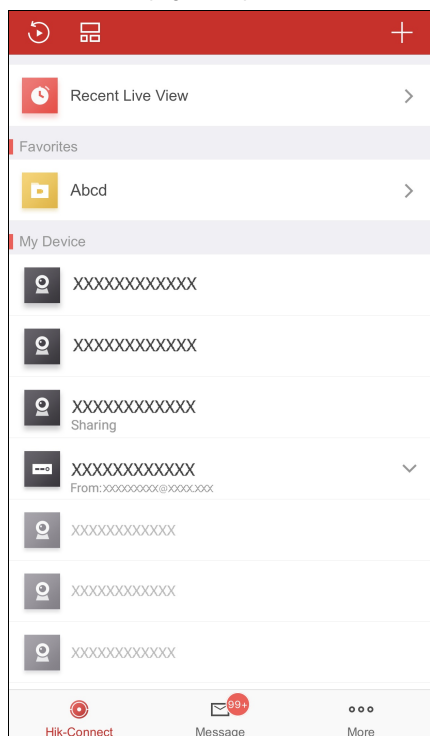 Recent Live View
Favorites
Abcd
My Device
XXXXXXXXXXXX
XXXXXXXXXXXX
XXXXXXXXXXXX
Sharing
XXXXXXXXXXXX
From:XXXXXXXXX@XXXX.XXX
XXXXXXXXXXXX
XXXXXXXXXXXX
XXXXXXXXXXXX
99+
Hik-Connect Message More